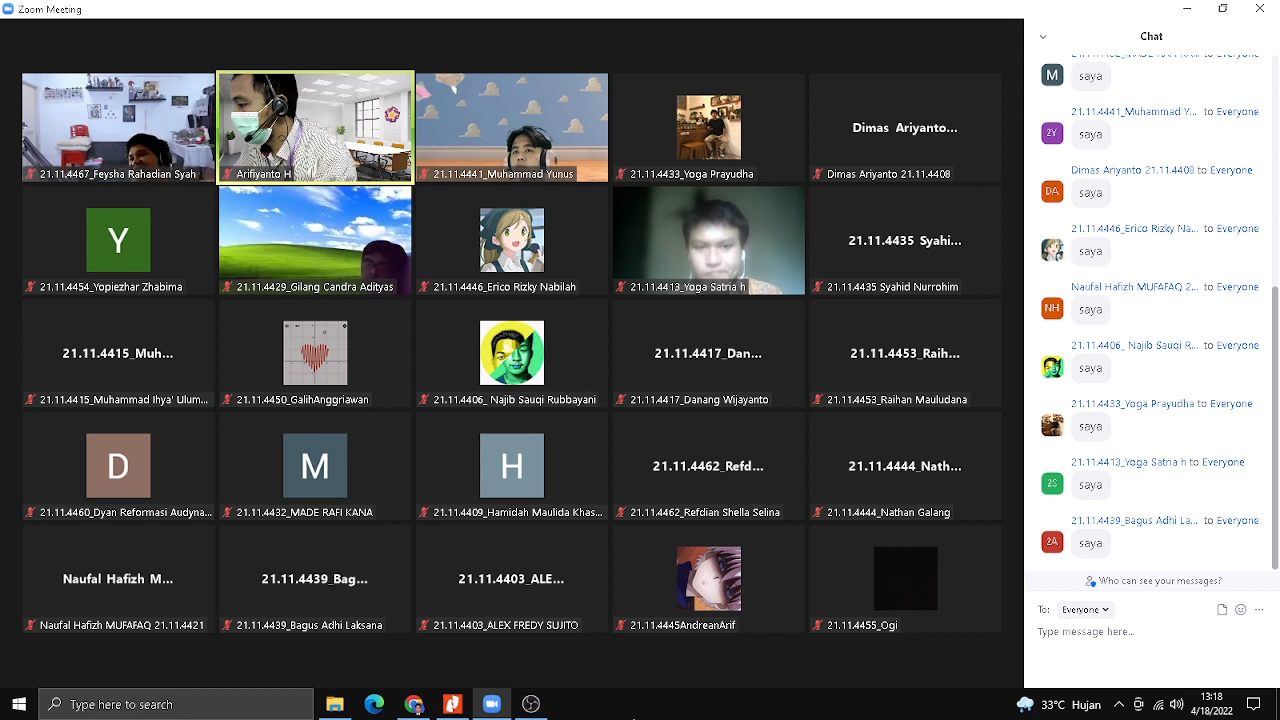 Zoom Meeting
21.11.4467_Feysha Rahadian Syah
Arifiyanto H
21.11.4441_Muhammad Yunus
21.11.4433_Yoga Prayudha
Dimas Ariyanto...
Dimas Ariyanto 21.11.4408
Y
21.11.4454_Yopiezhar Zhabima
21.11.4429_Gilang Candra Adityas
21.11.4446_Erico Rizky Nabilah
21.11.4413_Yoga Satria h
21.11.4435 Syahi...
21.11.4435 Syahid Nurrohim
21.11.4415_Muh...
21.11.4415_Muhammad Ihya' Ulum...
21.11.4450_GalihAnggriawan
21.11.4406_ Najib Sauqi Rubbayani
21.11.4417_Dan...
21.11.4417_Danang Wijayanto
21.11.4453_Raih...
21.11.4453_Raihan Mauludana
D
21.11.4460_Dyan Reformasi Audyna...
M
21.11.4432_MADE RAFI KANA
H
21.11.4409_Hamidah Maulida Khas...
21.11.4462_Refd...
21.11.4462_Refdian Shella Selina
21.11.4444_Nath...
21.11.4444_Nathan Galang
Naufal Hafizh M...
Naufal Hafizh MUFAFAQ 21.11.4421
21.11.4439_Bag...
21.11.4439_Bagus Adhi Laksana
21.11.4403_ALE...
21.11.4403_ALEX FREDY SUJITO
21.11.4445AndreanArif
21.11.4455_Ogi
Chat
M
saya
21.11.4441_Muhammad Y... to Everyone
2Y
saya
Dimas Ariyanto 21.11.4408 to Everyone
DA
saya
21.11.4446_Erico Rizky Na... to Everyone
saya
Naufal Hafizh MUFAFAQ 2... to Everyone
NH
saya
21.11.4406_ Najib Sauqi R... to Everyone
saya
21.11.4433_Yoga Prayudha to Everyone
saya
21.11.4413_Yoga Satria h to Everyone
2S
saya
21.11.4439_Bagus Adhi La... to Everyone
2A
saya
Who can see your messages?
To: Everyone
Type message here...
Type here to search
33°C Hujan
13:18
4/18/2022